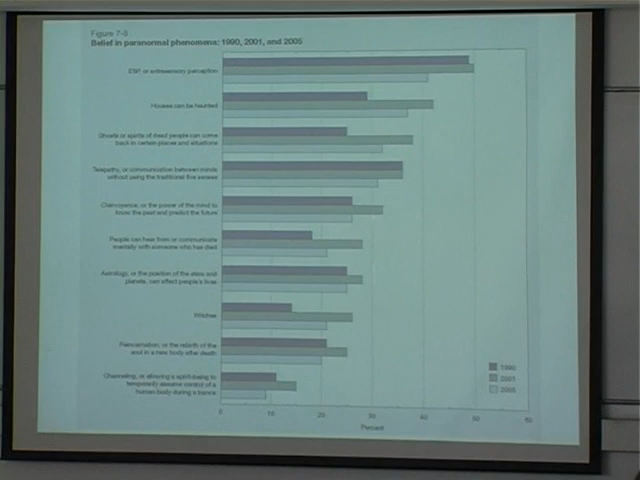 Figure 7-8
Belief in paranormal phenomena: 1990, 2001, and 2005
ESP, or extrasensory perception
Houses can be haunted
Ghosts or spirits of dead people can come
back in certain places and situations
Telepathy, or communication between minds
without using the traditional five senses
Clairvoyance, or the power of the mind to
know the past and predict the future
People can hear from or communicate
mentally with someone who has died
Astrology, or the position of the stars and
planets, can affect people's lives
Witches
Reincarnation, or the rebirth of the
soul in a new body after death
Channeling, or allowing a spirit-being to
temporarily assume control of a
human body during a trance
1990
2001
2005
0 10 20 30 40 50 60
Percent